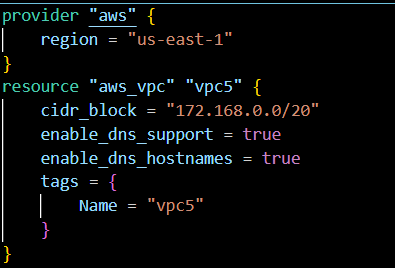 provider "aws" {
    region = "us-east-1"
}
resource "aws_vpc" "vpc5" {
    cidr_block = "172.168.0.0/20"
    enable_dns_support = true
    enable_dns_hostnames = true
    tags = {
        Name = "vpc5"
    }
}